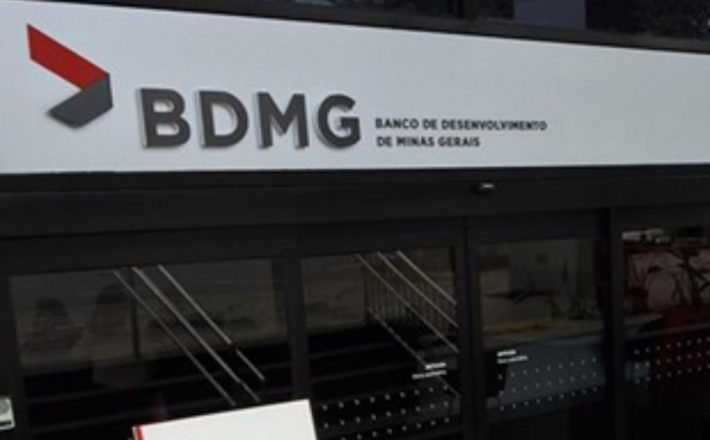 BDMG
BANCO DE DESENVOLVIMENTO
DE MINAS GERAIS